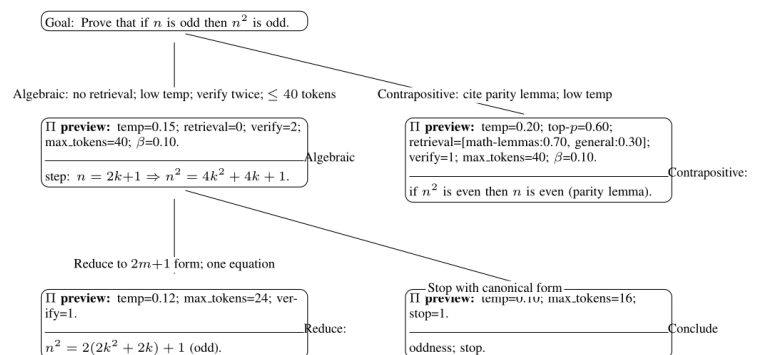 Goal: Prove that if n is odd then n² is odd.
Algebraic: no retrieval; low temp; verify twice; ≤ 40 tokens
Contrapositive: cite parity lemma; low temp
Π preview: temp=0.15; retrieval=0; verify=2;
max_tokens=40; β=0.10.
Algebraic
step: n = 2k+1 ⇒ n² = 4k² + 4k + 1.
Π preview: temp=0.20; top-p=0.60;
retrieval=[math-lemmas:0.70, general:0.30];
verify=1; max_tokens=40; β=0.10.
Contrapositive:
if n² is even then n is even (parity lemma).
Reduce to 2m+1 form; one equation
Stop with canonical form
Π preview: temp=0.12; max_tokens=24; ver-
ify=1.
Reduce:
n² = 2(2k² + 2k) + 1 (odd).
Π preview: temp=0.10; max_tokens=16;
stop=1.
Conclude
oddness; stop.